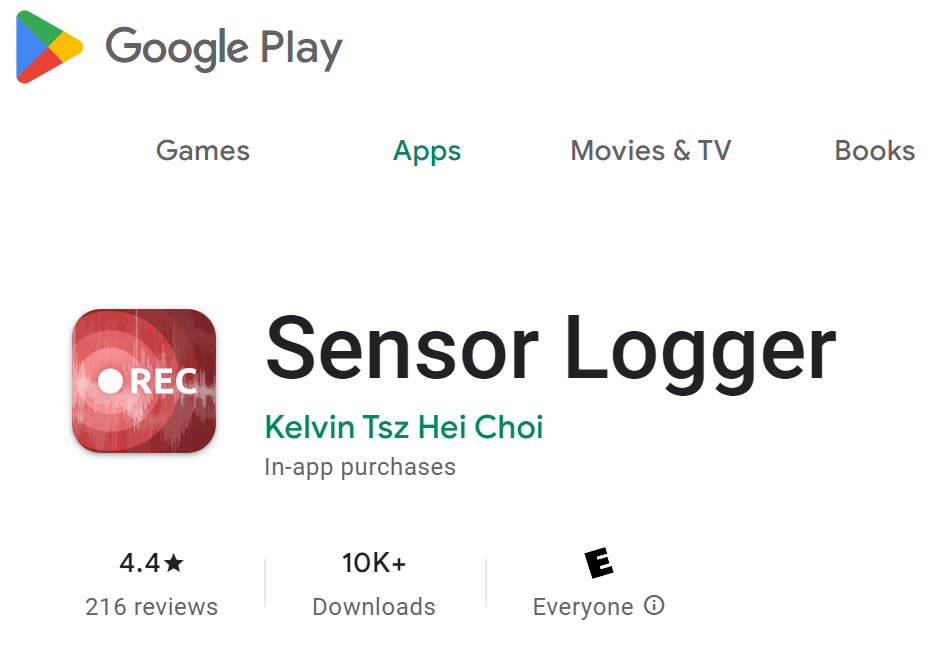 Google Play
Games Apps Movies & TV Books
REC
Sensor Logger
Kelvin Tsz Hei Choi
In-app purchases
4.4★ 10K+ E
216 reviews Downloads Everyone